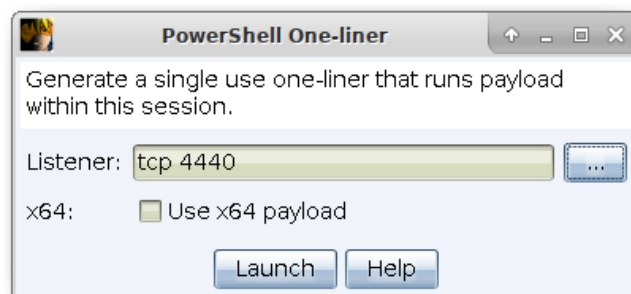 PowerShell One-liner
Generate a single use one-liner that runs payload
within this session.
Listener: tcp 4440 ...
x64: Use x64 payload
Launch Help